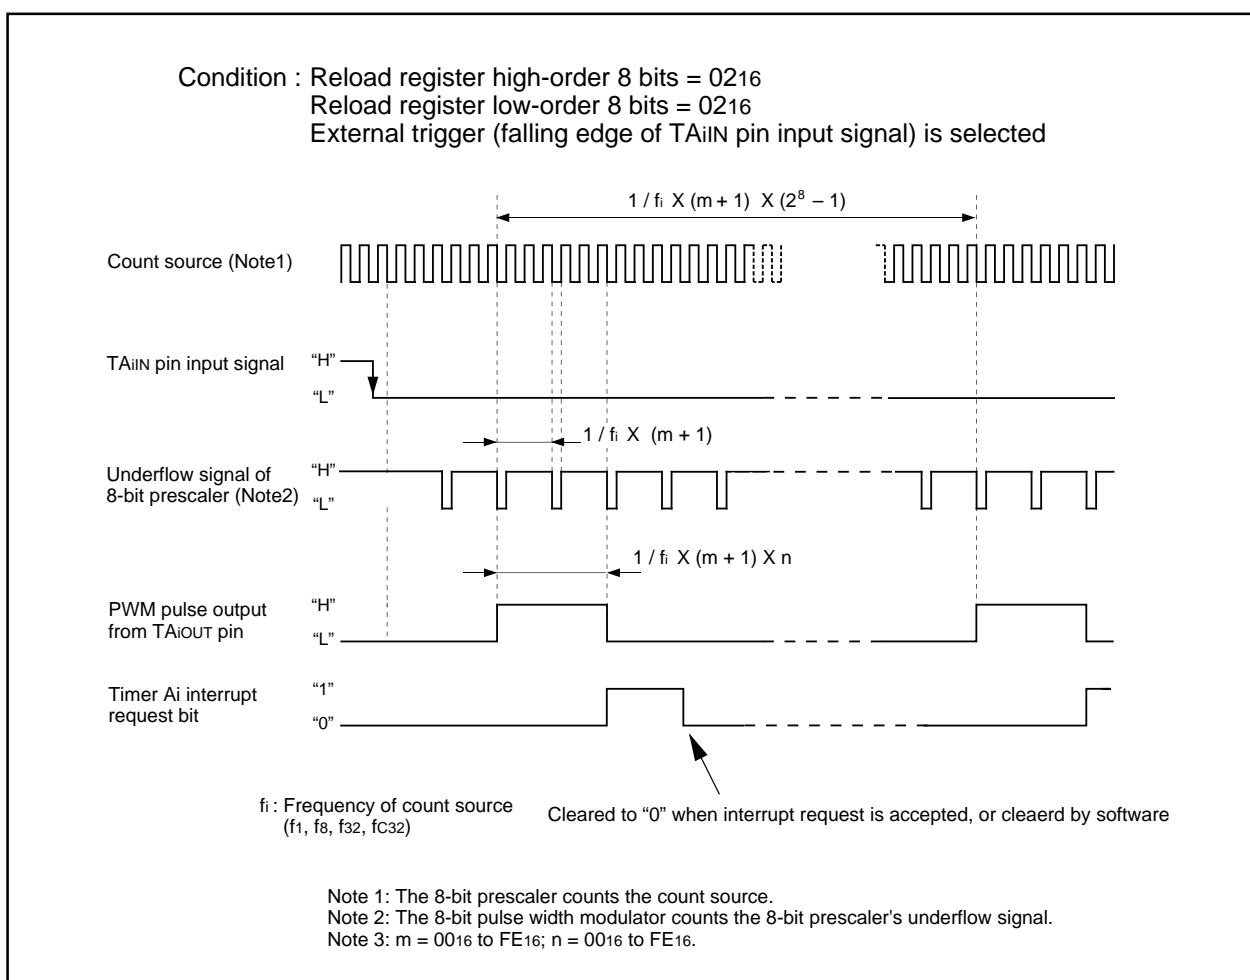 Condition : Reload register high-order 8 bits = 0216
Reload register low-order 8 bits = 0216
External trigger (falling edge of TAiIN pin input signal) is selected
1 / fi X (m + 1) X (2^8 – 1)
Count source (Note1)
TAiIN pin input signal
“H”
“L”
1 / fi X (m + 1)
Underflow signal of
8-bit prescaler (Note2)
“H”
“L”
1 / fi X (m + 1) X n
PWM pulse output
from TAiOUT pin
“H”
“L”
Timer Ai interrupt
request bit
“1”
“0”
fi : Frequency of count source
(f1, f8, f32, fC32)
Cleared to “0” when interrupt request is accepted, or cleaerd by software
Note 1: The 8-bit prescaler counts the count source.
Note 2: The 8-bit pulse width modulator counts the 8-bit prescaler's underflow signal.
Note 3: m = 0016 to FE16; n = 0016 to FE16.